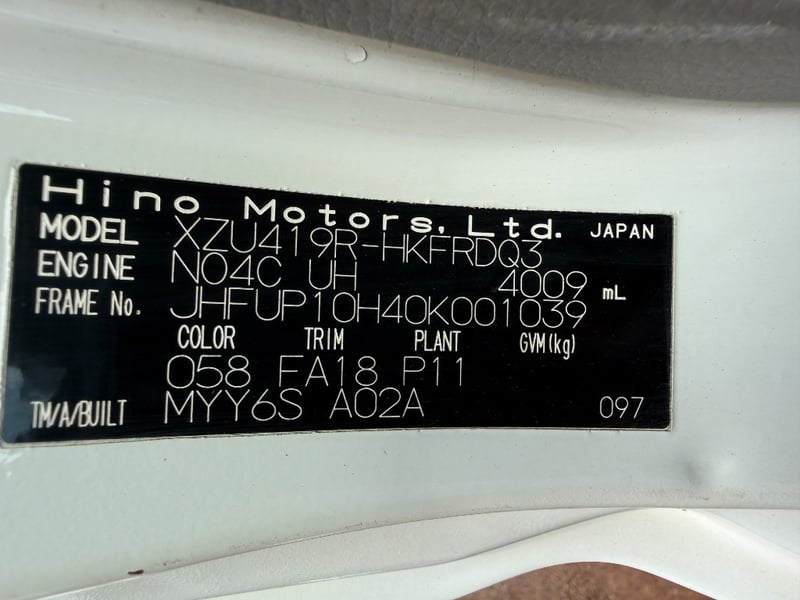 Hino Motors, Ltd. JAPAN
MODEL XZU419R-HKFRDQ3
ENGINE N04C UH 4009 mL
FRAME No. JHFUP10H40K001039
COLOR TRIM PLANT GVM(kg)
058 FA18 P11
TM/A/BUILT MYY6S A02A 097